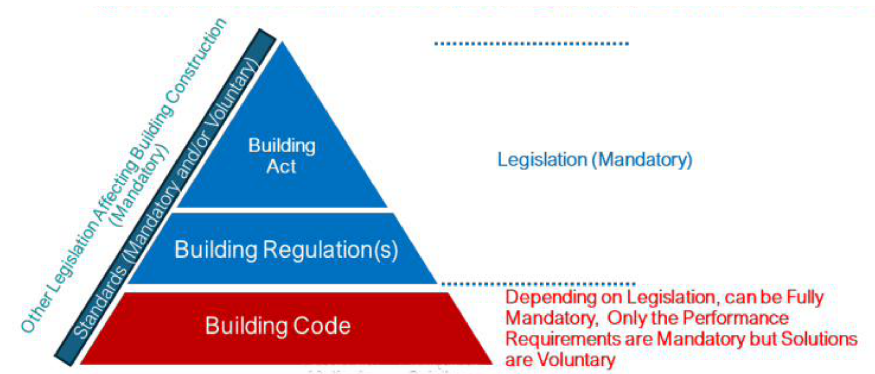 Other Legislation Affecting Building Construction
(Mandatory)
Standards (Mandatory and/or Voluntary)
Building
Act
Legislation (Mandatory)
Building Regulation(s)
Building Code
Depending on Legislation, can be Fully
Mandatory, Only the Performance
Requirements are Mandatory but Solutions
are Voluntary